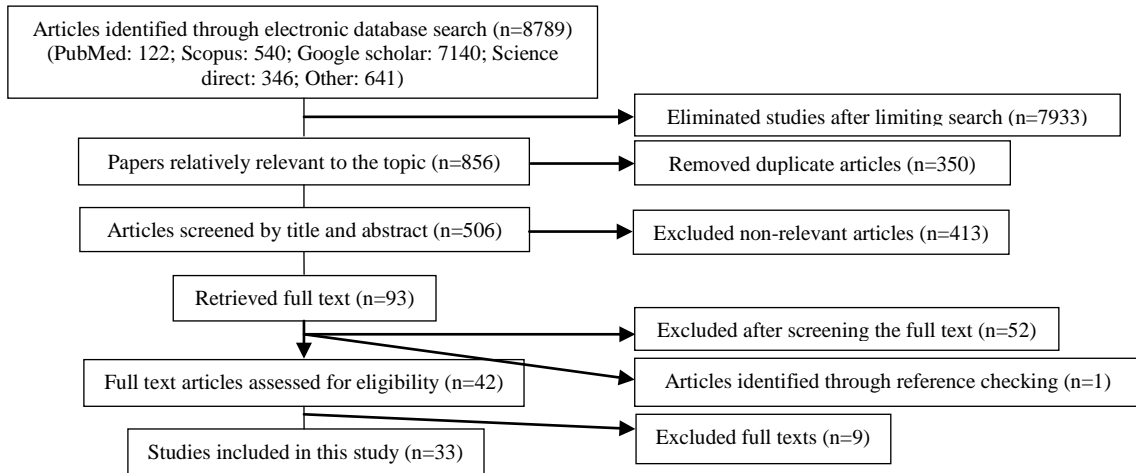 Articles identified through electronic database search (n=8789)
(PubMed: 122; Scopus: 540; Google scholar: 7140; Science
direct: 346; Other: 641)
Eliminated studies after limiting search (n=7933)
Papers relatively relevant to the topic (n=856)
Removed duplicate articles (n=350)
Articles screened by title and abstract (n=506)
Excluded non-relevant articles (n=413)
Retrieved full text (n=93)
Excluded after screening the full text (n=52)
Full text articles assessed for eligibility (n=42)
Articles identified through reference checking (n=1)
Excluded full texts (n=9)
Studies included in this study (n=33)